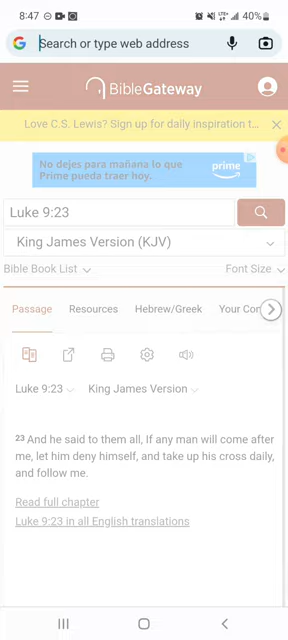 8:47
LTE+
40%
Search or type web address
BibleGateway
Love C.S. Lewis? Sign up for daily inspiration t...
No dejes para mañana lo que
Prime pueda traer hoy.
prime
Luke 9:23
King James Version (KJV)
Bible Book List
Font Size
Passage Resources Hebrew/Greek Your Con
Luke 9:23 King James Version
23 And he said to them all, If any man will come after
me, let him deny himself, and take up his cross daily,
and follow me.
Read full chapter
Luke 9:23 in all English translations